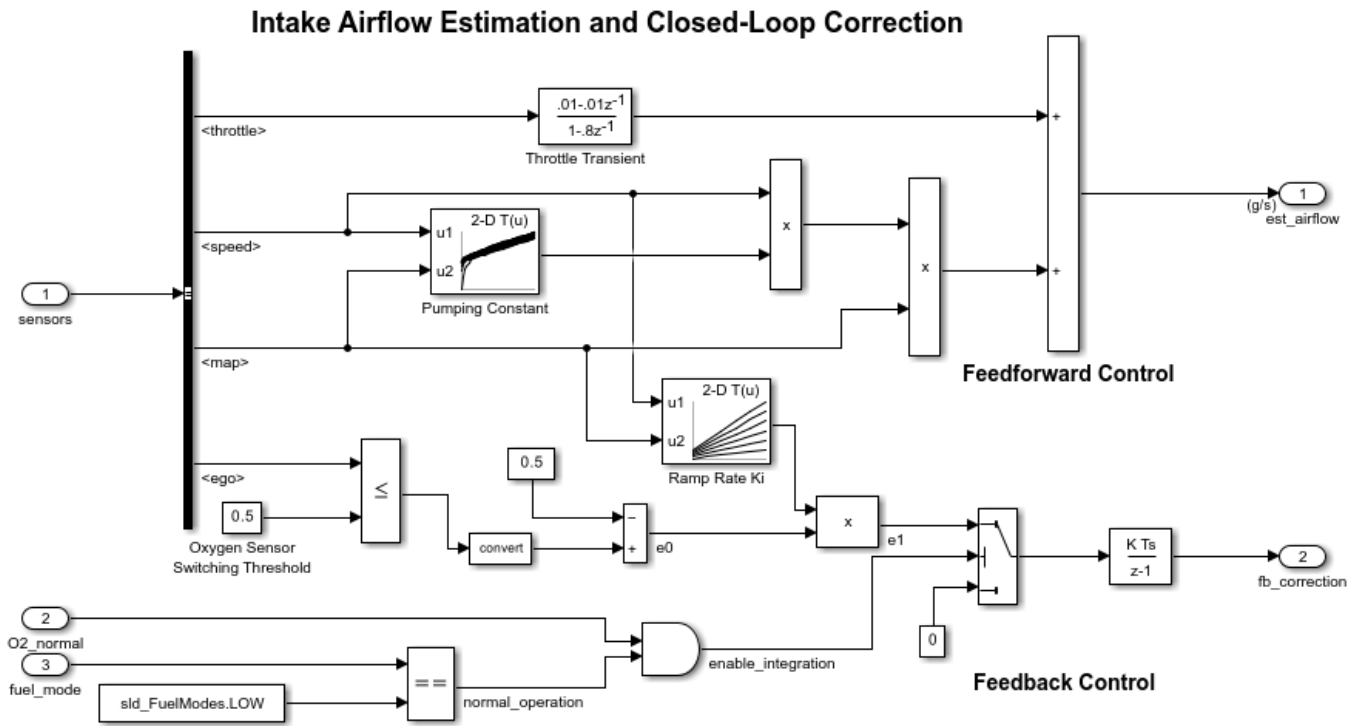 Intake Airflow Estimation and Closed-Loop Correction
<throttle>
.01-.01z⁻¹
1-.8z⁻¹
Throttle Transient
+
<speed>
2-D T(u)
u1
u2
Pumping Constant
x
x
+
1
(g/s)
est_airflow
1
sensors
<map>
Feedforward Control
2-D T(u)
u1
u2
Ramp Rate Ki
<ego>
≤
0.5
Oxygen Sensor
Switching Threshold
convert
0.5
−
+
e0
x
e1
K Ts
z-1
2
fb_correction
0
2
O2_normal
3
fuel_mode
sld_FuelModes.LOW
==
normal_operation
enable_integration
Feedback Control